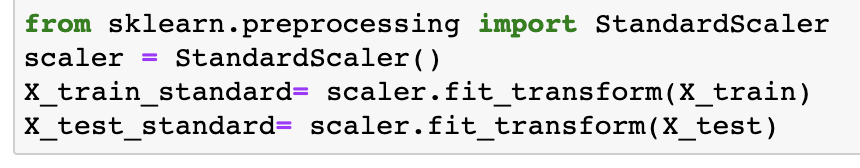 from sklearn.preprocessing import StandardScaler
scaler = StandardScaler()
X_train_standard= scaler.fit_transform(X_train)
X_test_standard= scaler.fit_transform(X_test)